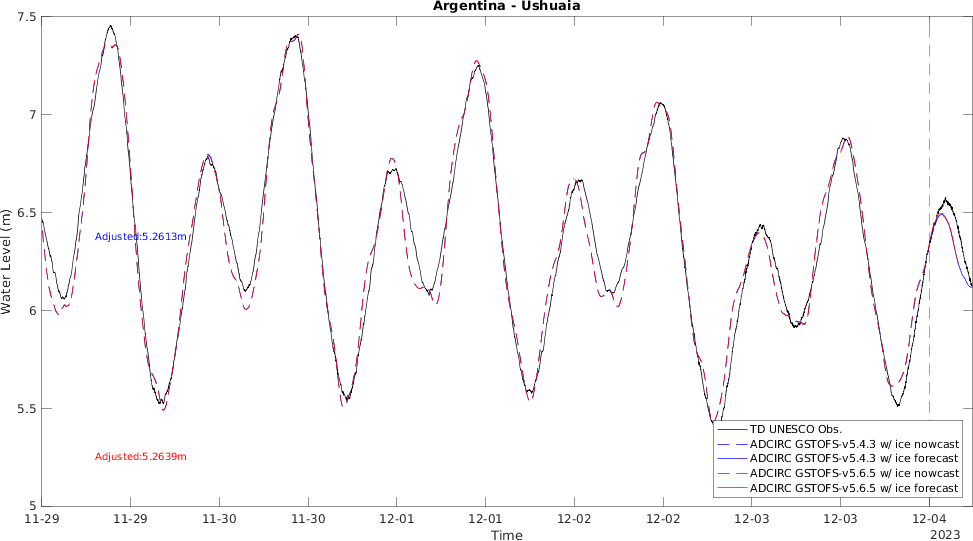 Argentina - Ushuaia
7.5
7
6.5
6
5.5
5
Water Level (m)
Adjusted:5.2613m
Adjusted:5.2639m
TD UNESCO Obs.
ADCIRC GSTOFS-v5.4.3 w/ ice nowcast
ADCIRC GSTOFS-v5.4.3 w/ ice forecast
ADCIRC GSTOFS-v5.6.5 w/ ice nowcast
ADCIRC GSTOFS-v5.6.5 w/ ice forecast
11-29 11-29 11-30 11-30 12-01 12-01 12-02 12-02 12-03 12-03 12-04
2023
Time